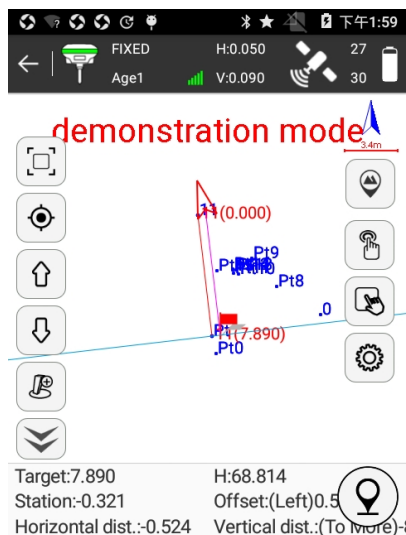 下午1:59
FIXED H:0.050 27
Age1 V:0.090 30
demonstration mode
3.4m
(0.000)
Pt9
Pt8
.0
(7.890)
Pt0
Target:7.890 H:68.814
Station:-0.321 Offset:(Left)0.5
Horizontal dist.:-0.524 Vertical dist.:(To More)-